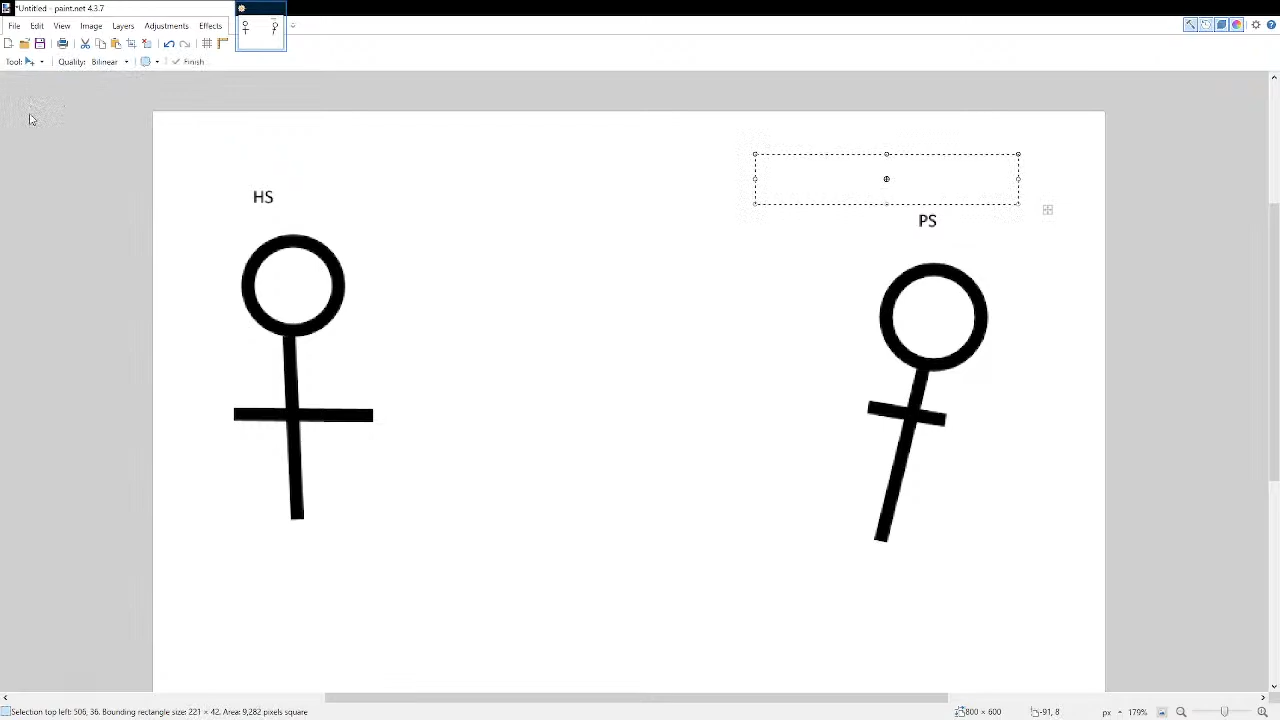 *Untitled - paint.net 4.3.7
File Edit View Image Layers Adjustments Effects
Tool: Quality: Bilinear Finish
HS
PS
Selection top left: 506, 36. Bounding rectangle size: 221 × 42. Area: 9,282 pixels square 800 × 600 -91, 8 px 179%